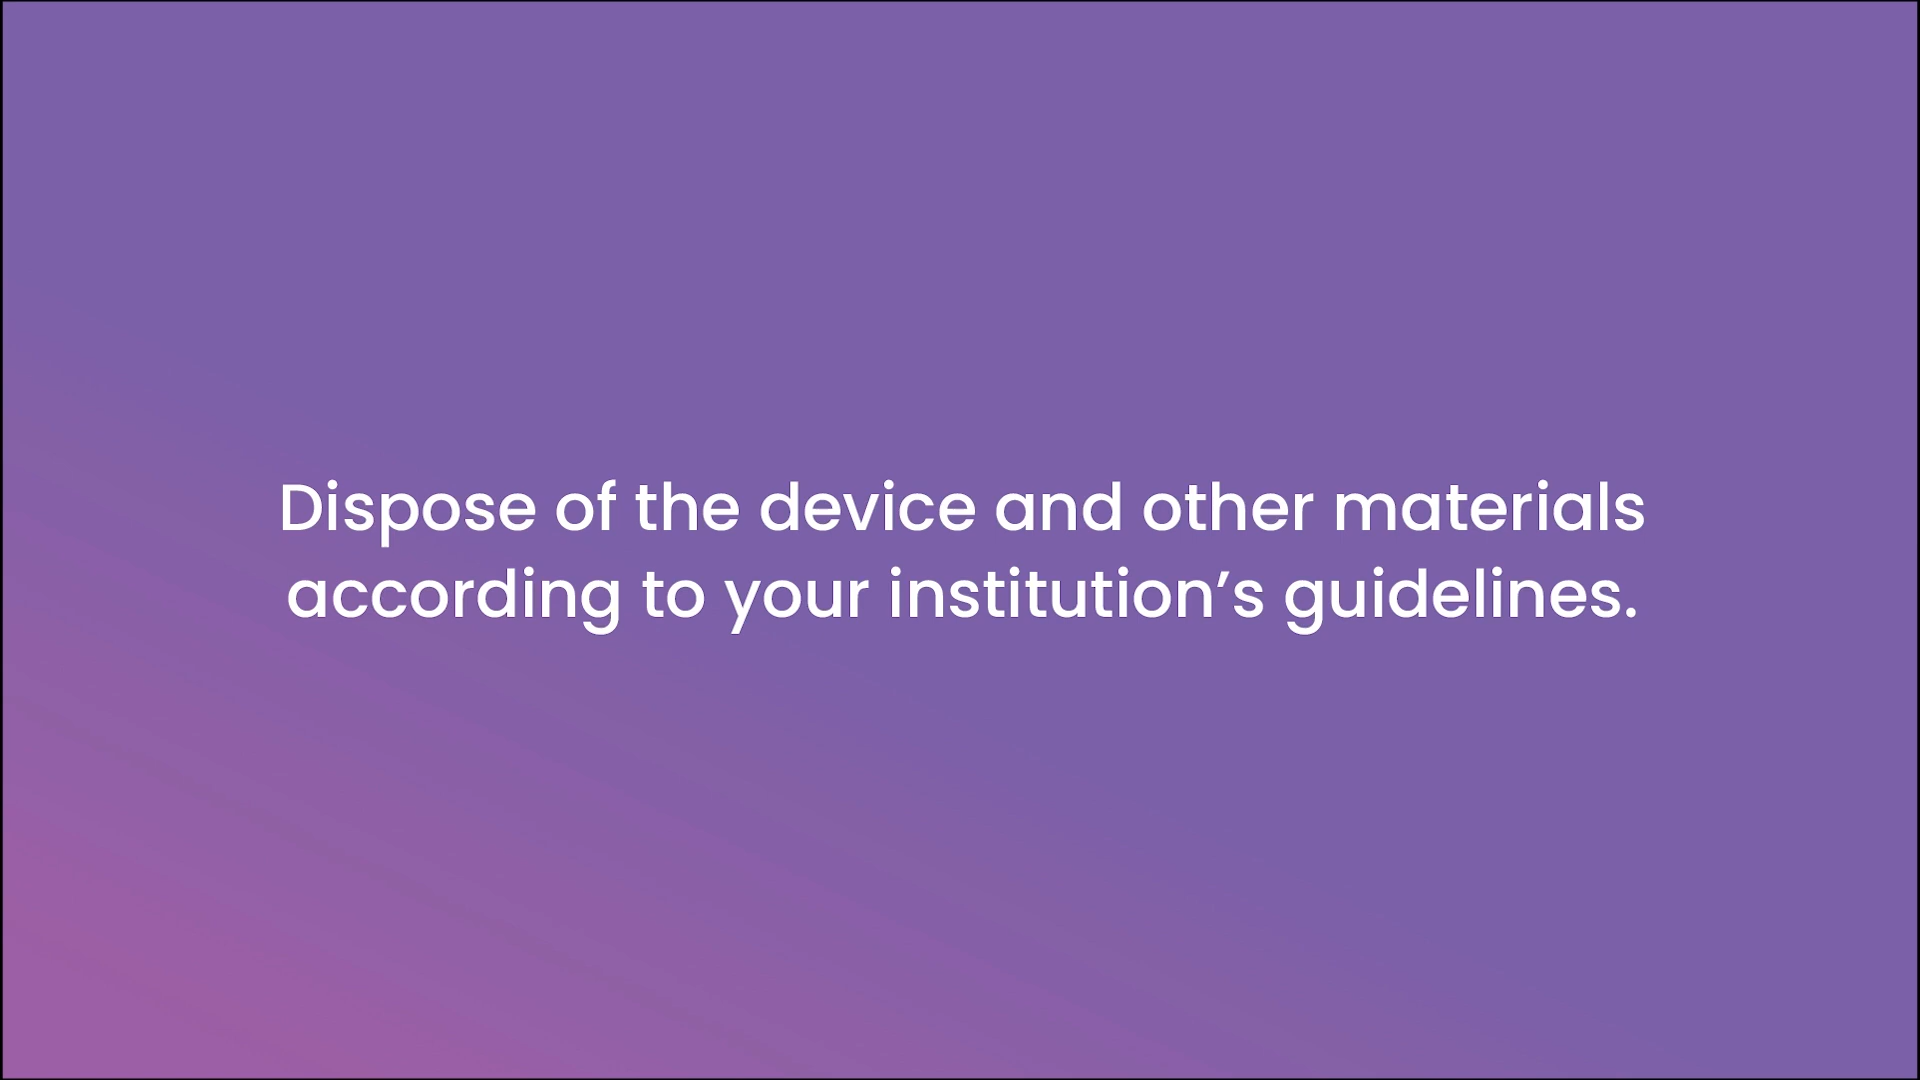 Dispose of the device and other materials
according to your institution’s guidelines.